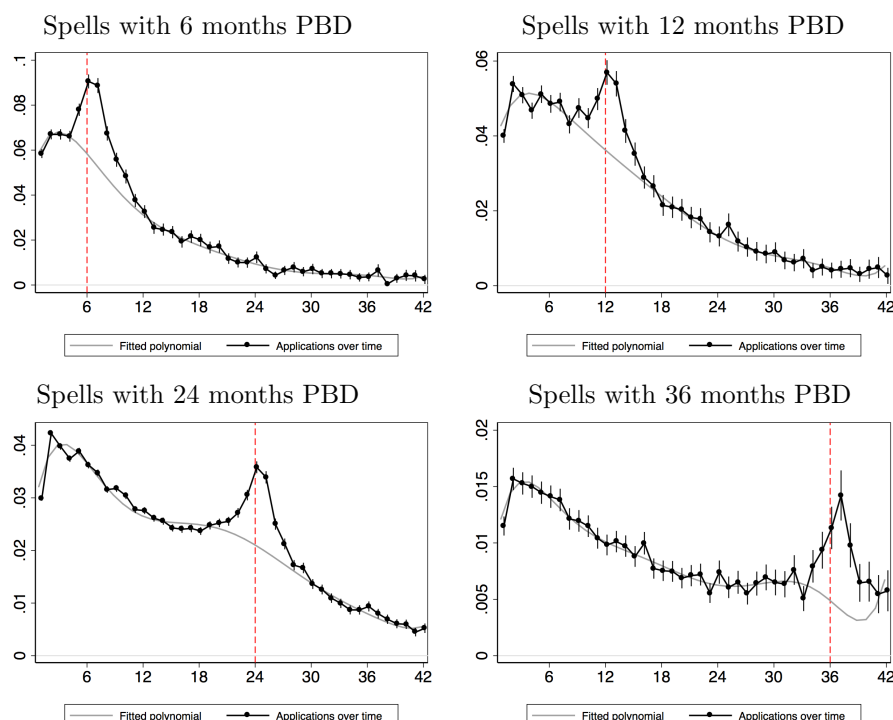 Spells with 6 months PBD
.1
.08
.06
.04
.02
0
6 12 18 24 30 36 42
Fitted polynomial Applications over time
Spells with 12 months PBD
.06
.04
.02
0
6 12 18 24 30 36 42
Fitted polynomial Applications over time
Spells with 24 months PBD
.04
.03
.02
.01
0
6 12 18 24 30 36 42
Fitted polynomial Applications over time
Spells with 36 months PBD
.02
.015
.01
.005
0
6 12 18 24 30 36 42
Fitted polynomial Applications over time